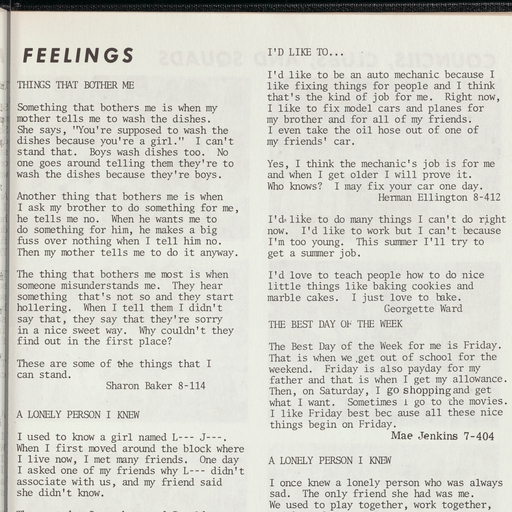 FEELINGS
THINGS THAT BOTHER ME
Something that bothers me is when my
mother tells me to wash the dishes.
She says, "You're supposed to wash the
dishes because you're a girl." I can't
stand that. Boys wash dishes too. No
one goes around telling them they're to
wash the dishes because they're boys.
Another thing that bothers me is when
I ask my brother to do something for me,
he tells me no. When he wants me to
do something for him, he makes a big
fuss over nothing when I tell him no.
Then my mother tells me to do it anyway.
The thing that bothers me most is when
someone misunderstands me. They hear
something that's not so and they start
hollering. When I tell them I didn't
say that, they say that they're sorry
in a nice sweet way. Why couldn't they
find out in the first place?
These are some of the things that I
can stand.
Sharon Baker 8-114
A LONELY PERSON I KNEW
I used to know a girl named L--- J---.
When I first moved around the block where
I live now, I met many friends. One day
I asked one of my friends why L--- didn't
associate with us, and my friend said
she didn't know.
I'D LIKE TO...
I'd like to be an auto mechanic because I
like fixing things for people and I think
that's the kind of job for me. Right now,
I like to fix model cars and planes for
my brother and for all of my friends.
I even take the oil hose out of one of
my friends' car.
Yes, I think the mechanic's job is for me
and when I get older I will prove it.
Who knows? I may fix your car one day.
Herman Ellington 8-412
I'd like to do many things I can't do right
now. I'd like to work but I can't because
I'm too young. This summer I'll try to
get a summer job.
I'd love to teach people how to do nice
little things like baking cookies and
marble cakes. I just love to bake.
Georgette Ward
THE BEST DAY OF THE WEEK
The Best Day of the Week for me is Friday.
That is when we get out of school for the
weekend. Friday is also payday for my
father and that is when I get my allowance.
Then, on Saturday, I go shopping and get
what I want. Sometimes I go to the movies.
I like Friday best bec ause all these nice
things begin on Friday.
Mae Jenkins 7-404
A LONELY PERSON I KNEW
I once knew a lonely person who was always
sad. The only friend she had was me.
We used to play together, work together,